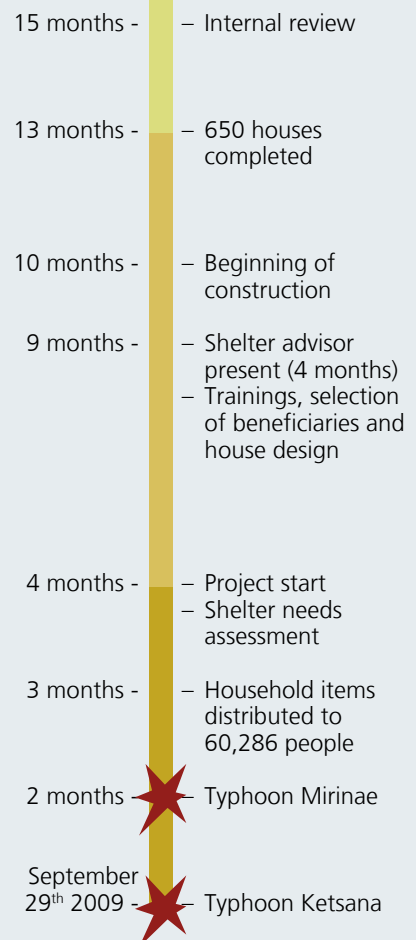 15 months - – Internal review
13 months - – 650 houses
completed
10 months - – Beginning of
construction
9 months - – Shelter advisor
present (4 months)
– Trainings, selection
of beneficiaries and
house design
4 months - – Project start
– Shelter needs
assessment
3 months - – Household items
distributed to
60,286 people
2 months - – Typhoon Mirinae
September
29th 2009 - – Typhoon Ketsana